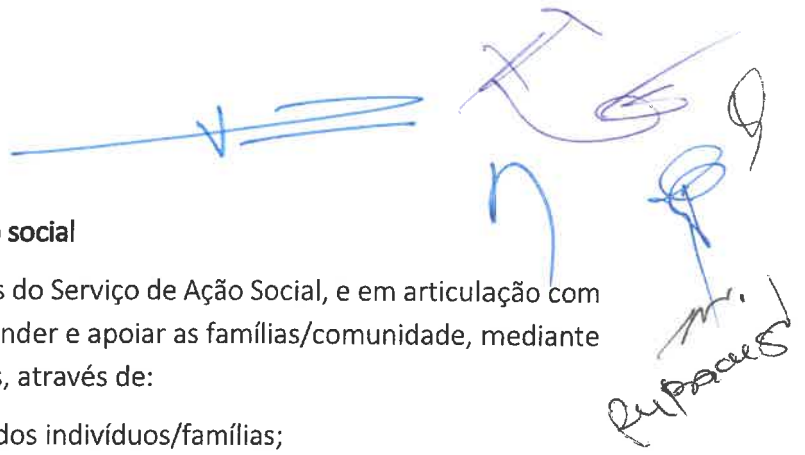 social
s do Serviço de Ação Social, e em articulação com
nder e apoiar as famílias/comunidade, mediante
s, através de:
dos indivíduos/famílias;